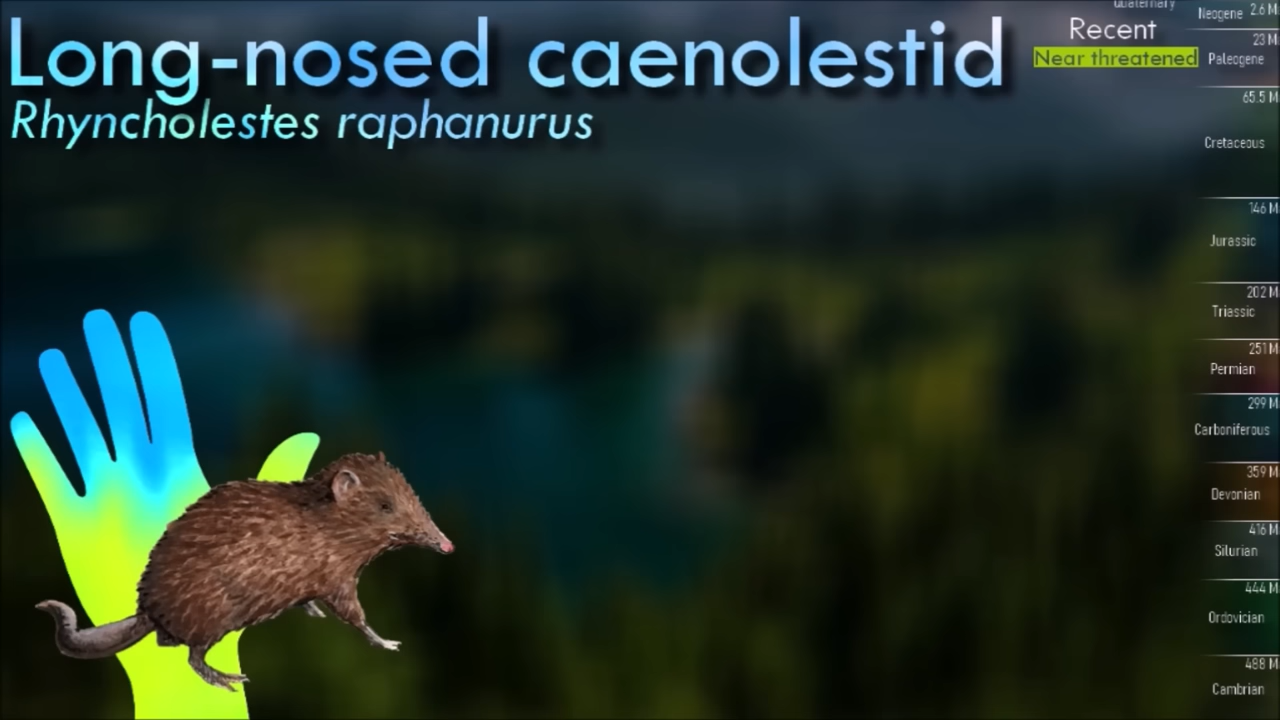 Long-nosed caenolestid
Rhyncholestes raphanurus
Recent
Near threatened
Quaternary
2.6 M
Neogene
23 M
Paleogene
65.5 M
Cretaceous
146 M
Jurassic
202 M
Triassic
251 M
Permian
299 M
Carboniferous
359 M
Devonian
416 M
Silurian
444 M
Ordovician
488 M
Cambrian